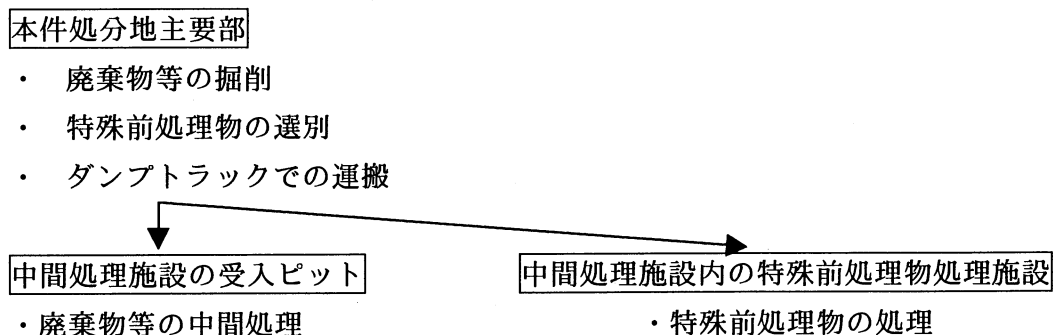 本件処分地主要部
・ 廃棄物等の掘削
・ 特殊前処理物の選別
・ ダンプトラックでの運搬
中間処理施設の受入ピット 中間処理施設内の特殊前処理物処理施設
・廃棄物等の中間処理 ・特殊前処理物の処理